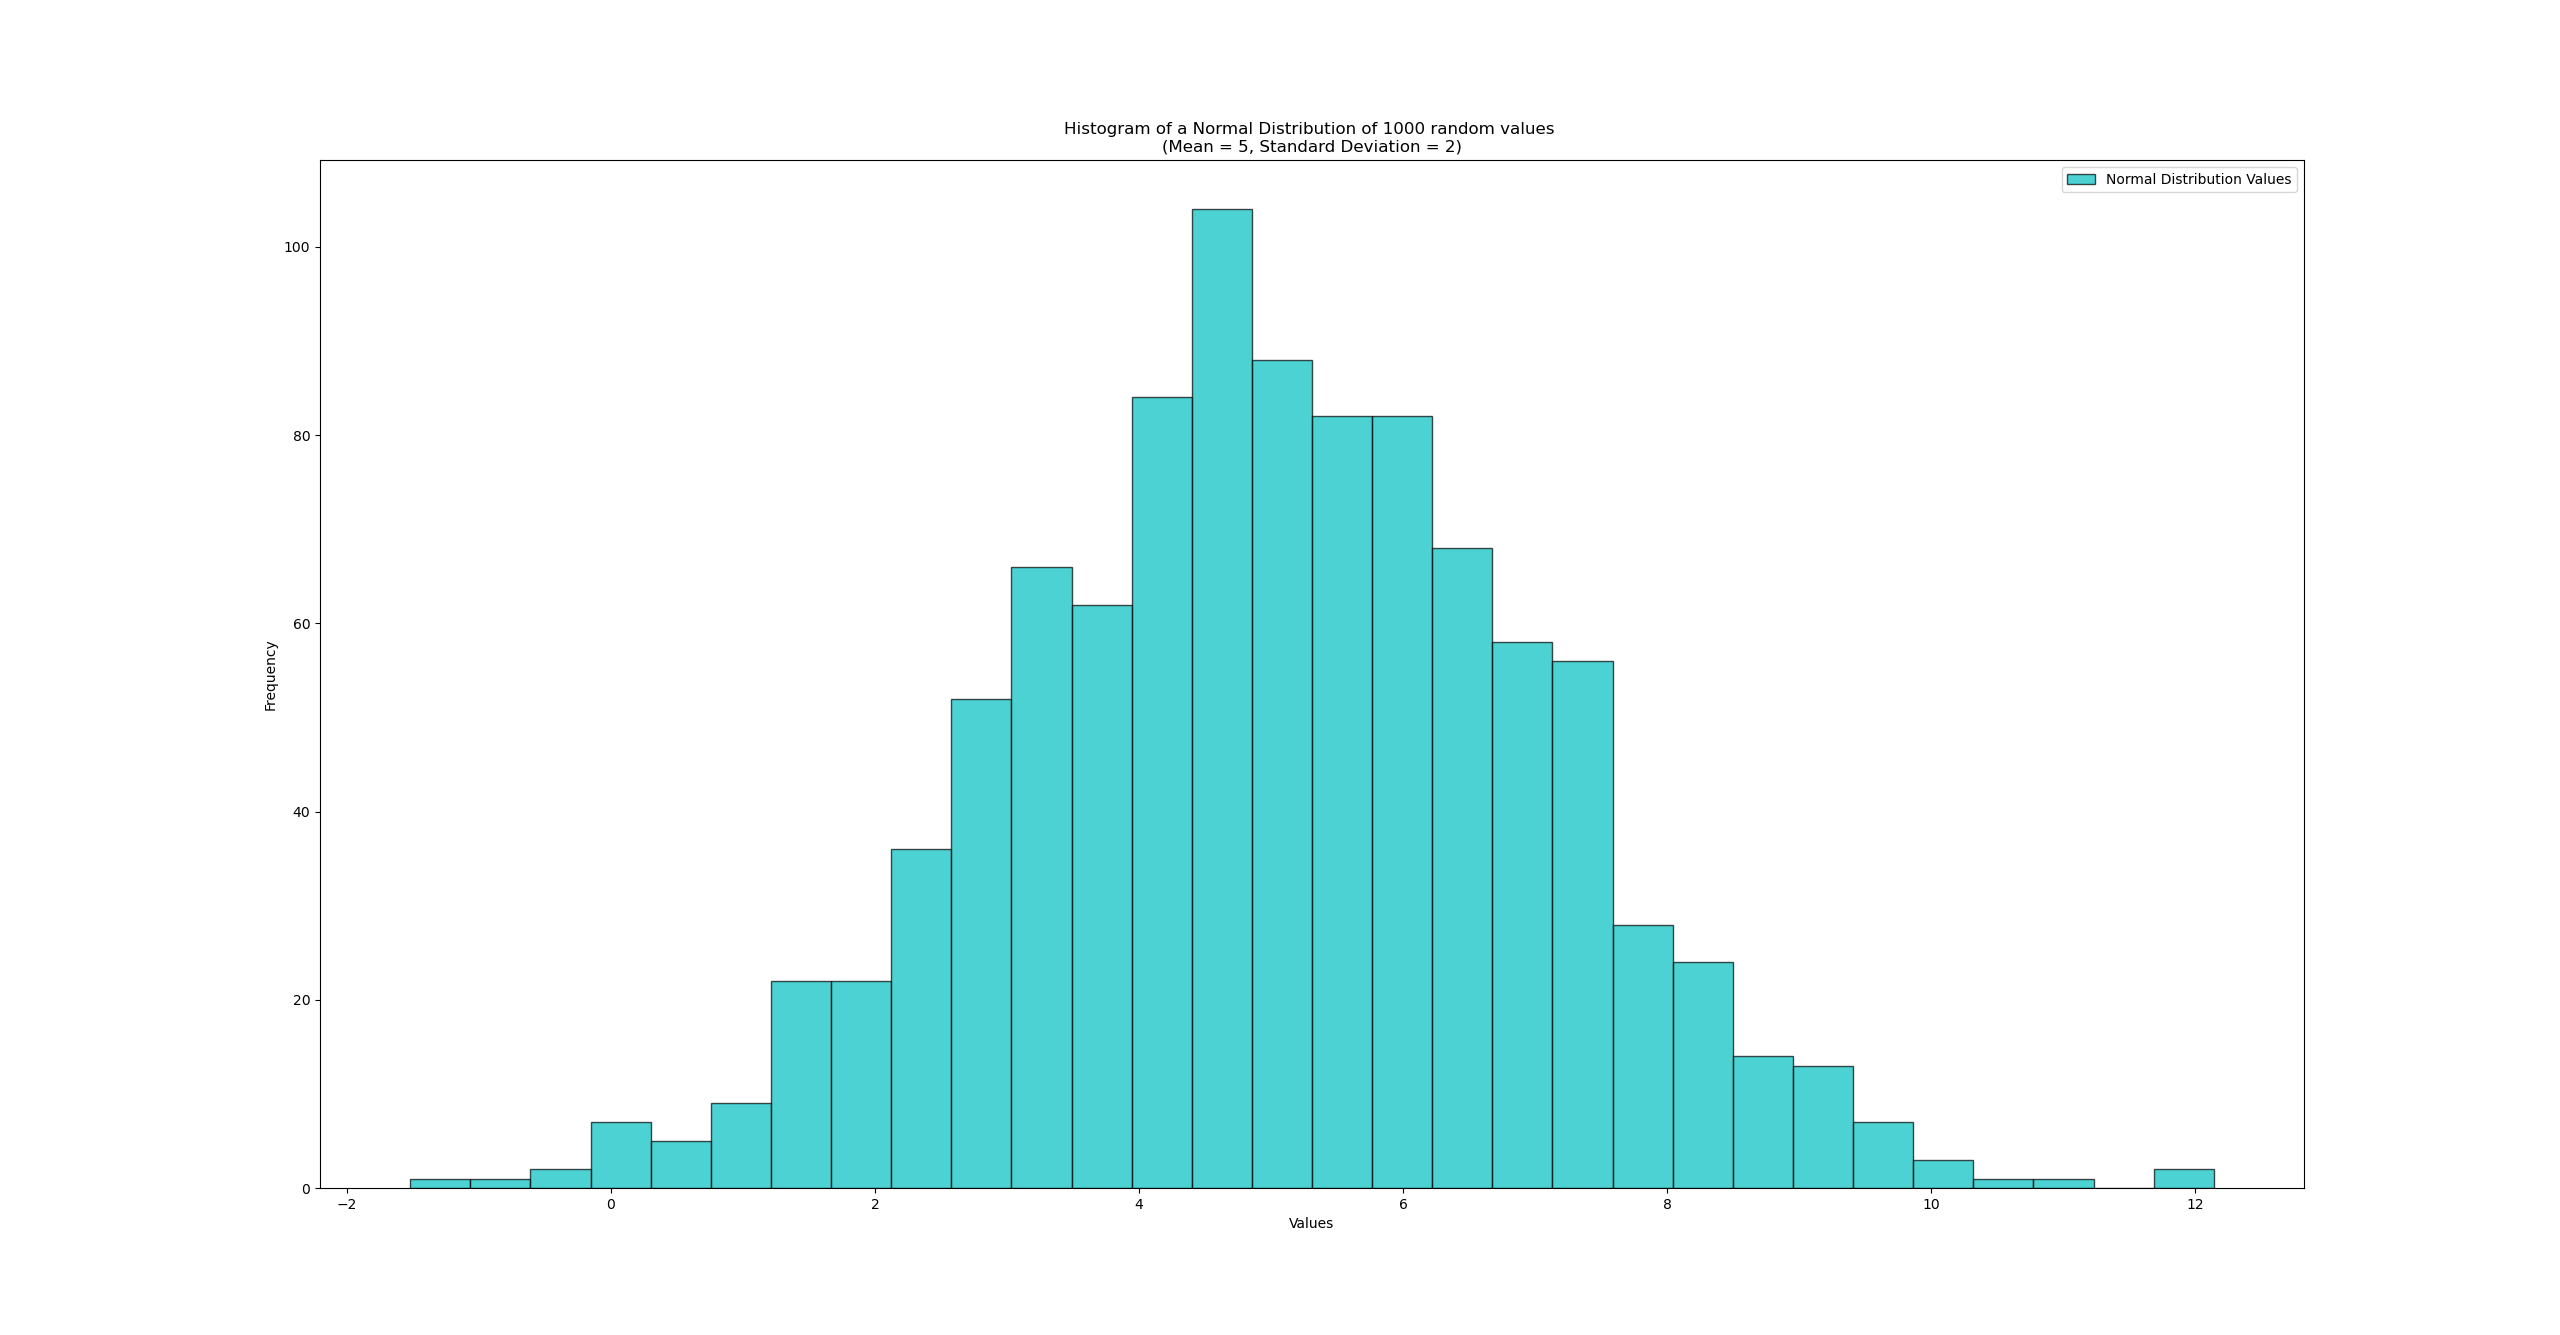 Histogram of a Normal Distribution of 1000 random values
(Mean = 5, Standard Deviation = 2)
Normal Distribution Values
100
80
60
40
20
0
Frequency
−2 0 2 4 6 8 10 12
Values